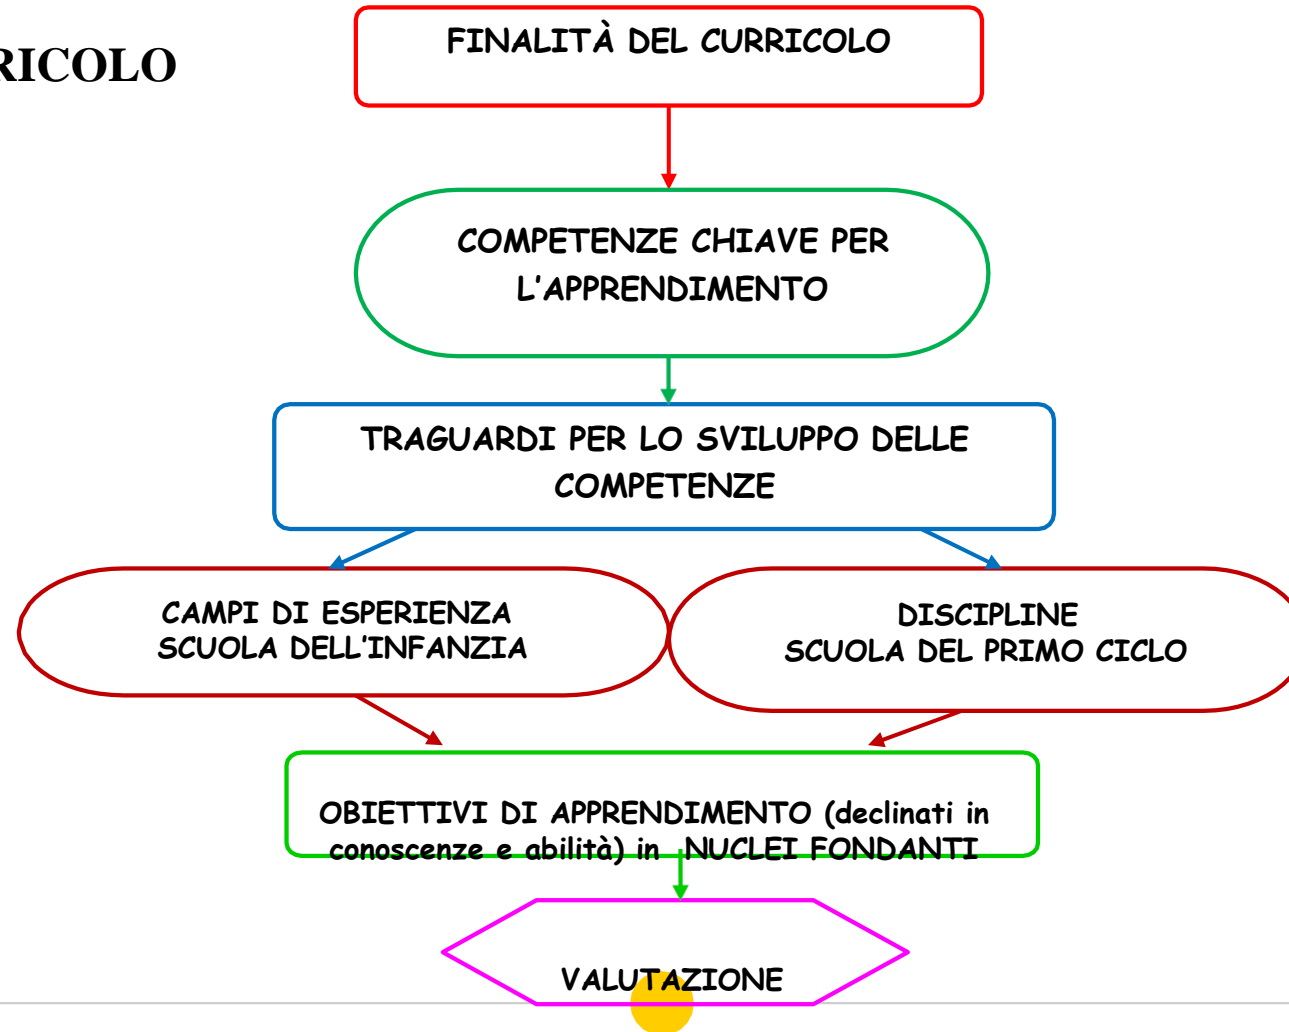 RICOLO
FINALITÀ DEL CURRICOLO
COMPETENZE CHIAVE PER
L'APPRENDIMENTO
TRAGUARDI PER LO SVILUPPO DELLE
COMPETENZE
CAMPI DI ESPERIENZA
SCUOLA DELL'INFANZIA
DISCIPLINE
SCUOLA DEL PRIMO CICLO
OBIETTIVI DI APPRENDIMENTO (declinati in
conoscenze e abilità) in NUCLEI FONDANTI
VALUTAZIONE